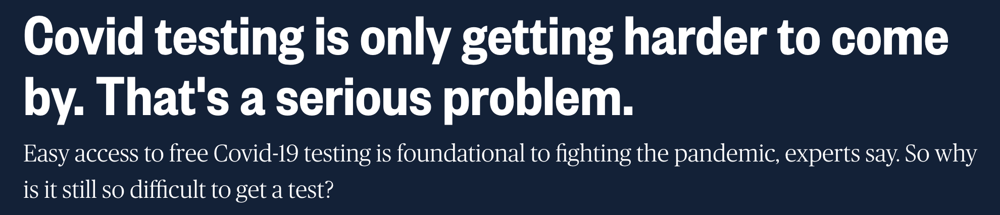 Covid testing is only getting harder to come
by. That's a serious problem.
Easy access to free Covid-19 testing is foundational to fighting the pandemic, experts say. So why
is it still so difficult to get a test?